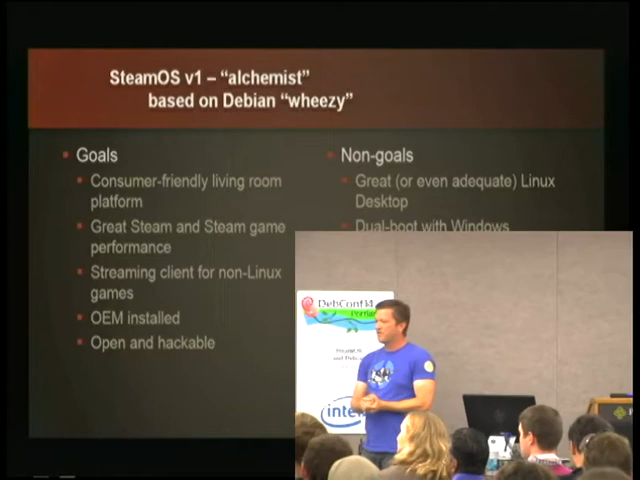 SteamOS v1 – “alchemist”
based on Debian “wheezy”
Goals
Consumer-friendly living room
platform
Great Steam and Steam game
performance
Streaming client for non-Linux
games
OEM installed
Open and hackable
Non-goals
Great (or even adequate) Linux
Desktop
Dual-boot with Windows
DebConf14
Portland
intel